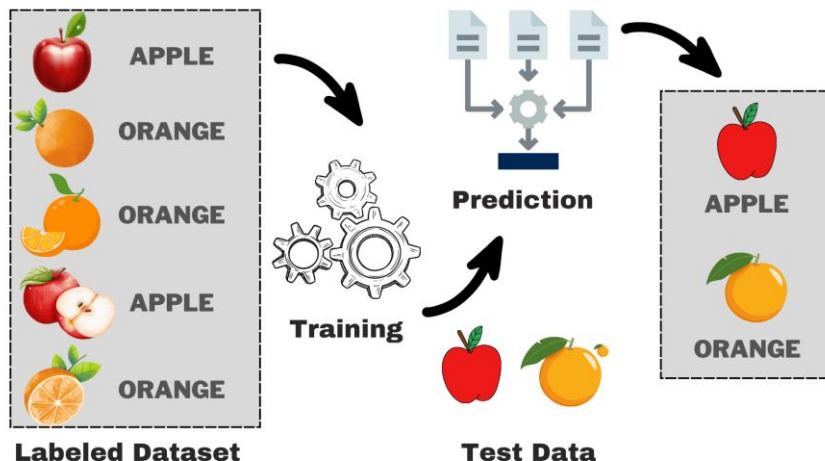 APPLE
ORANGE
ORANGE
APPLE
ORANGE
Labeled Dataset
Training
Prediction
Test Data
APPLE
ORANGE